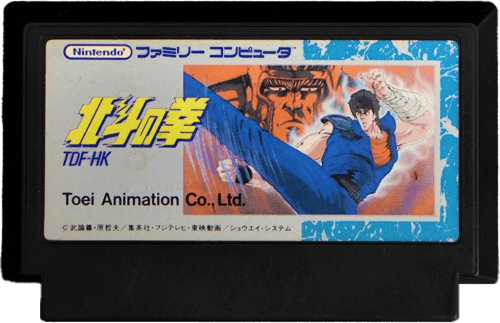 Nintendo ファミリー コンピュータ
北斗の拳
TDF-HK
Toei Animation Co., Ltd.
©武論尊・原哲夫／集英社・フジテレビ・東映動画／ショウエイ・システム